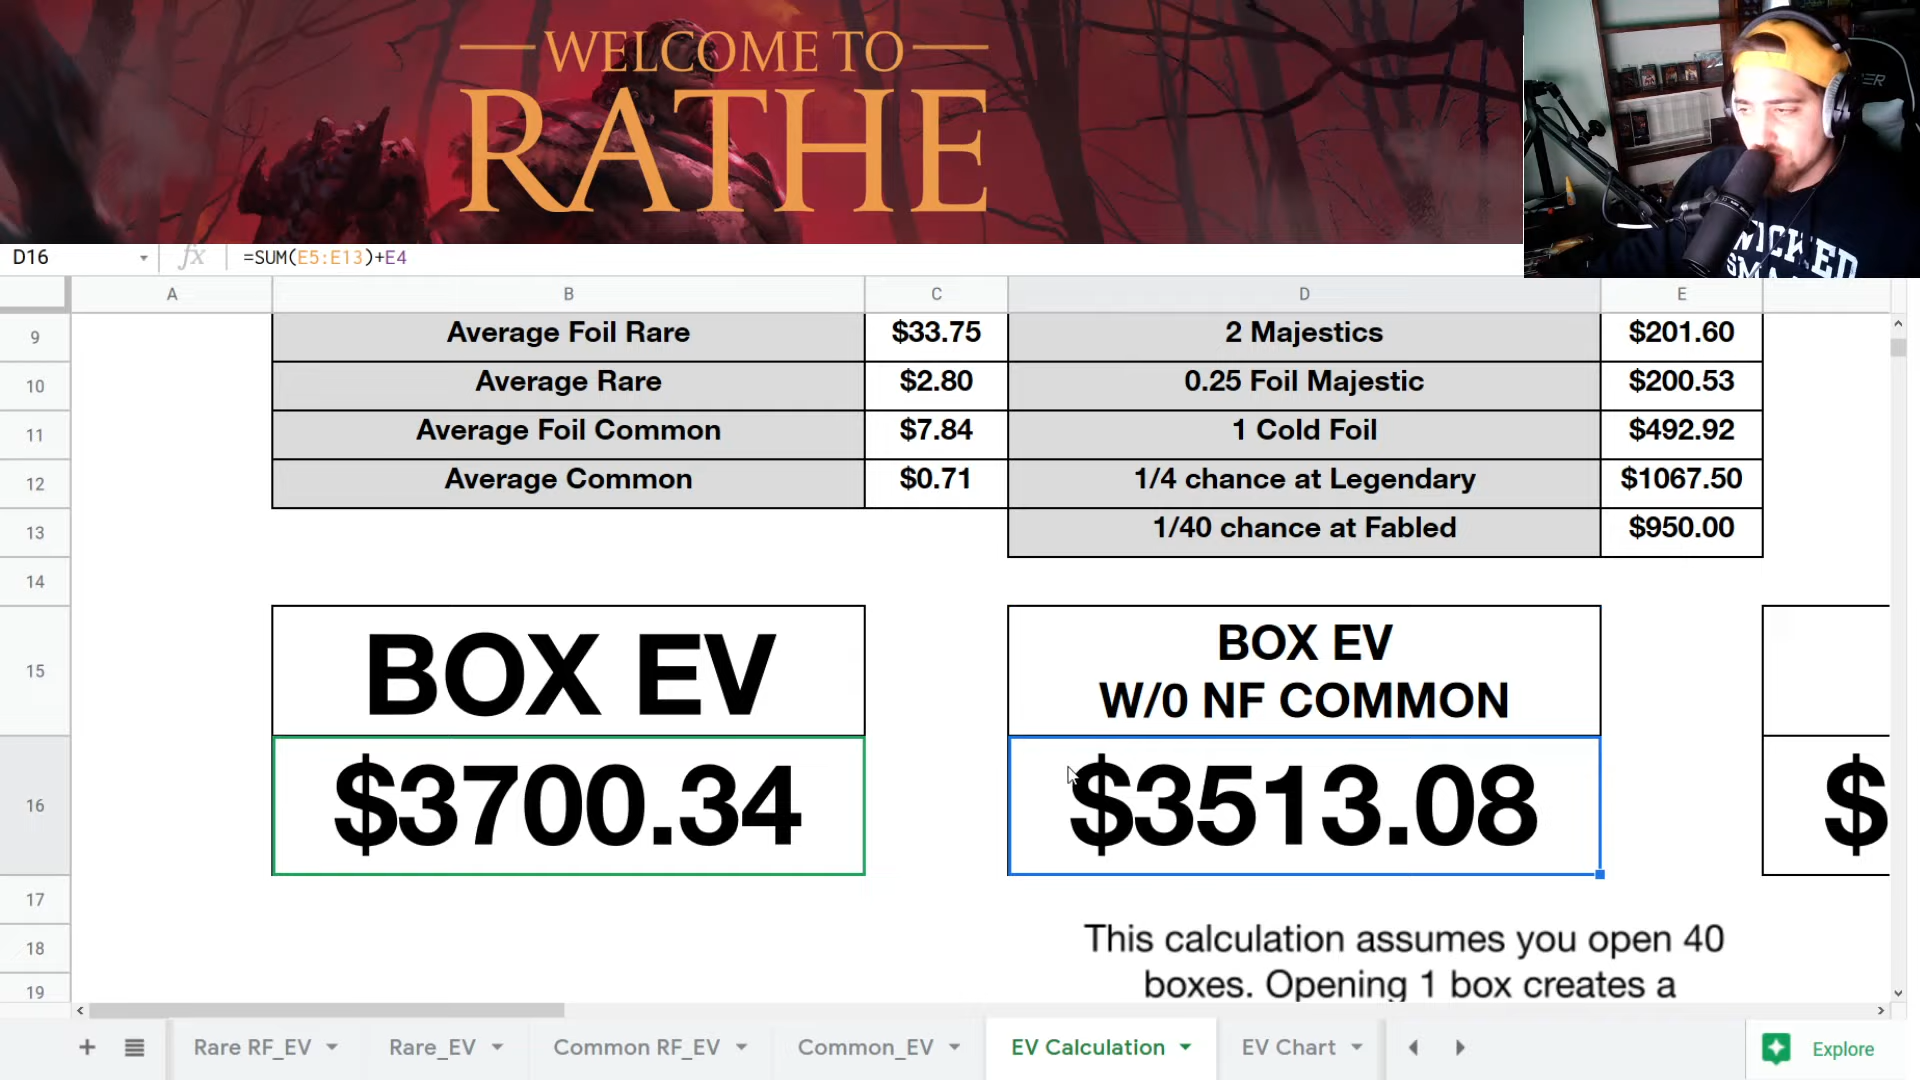 WELCOME TO
RATHE
WICKED
D16 fx =SUM(E5:E13)+E4
A B C D E
9 Average Foil Rare $33.75 2 Majestics $201.60
10 Average Rare $2.80 0.25 Foil Majestic $200.53
11 Average Foil Common $7.84 1 Cold Foil $492.92
12 Average Common $0.71 1/4 chance at Legendary $1067.50
13 1/40 chance at Fabled $950.00
14
15 BOX EV BOX EV
W/0 NF COMMON
16 $3700.34 $3513.08 $
17
18 This calculation assumes you open 40
19 boxes. Opening 1 box creates a
+ Rare RF_EV Rare_EV Common RF_EV Common_EV EV Calculation EV Chart Explore